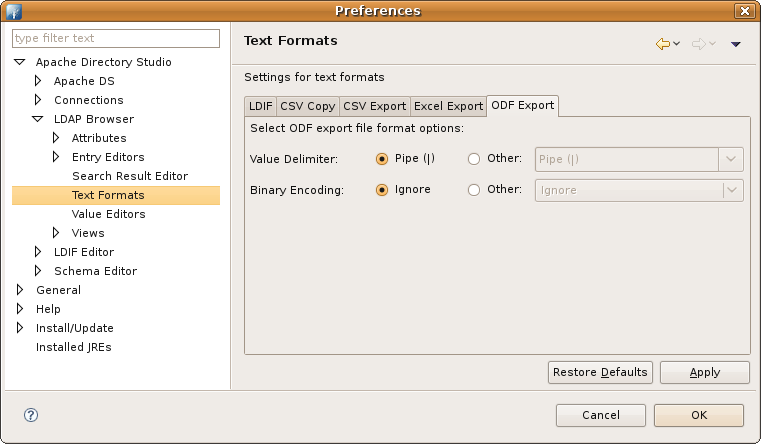 Preferences
type filter text
Apache Directory Studio
Apache DS
Connections
LDAP Browser
Attributes
Entry Editors
Search Result Editor
Text Formats
Value Editors
Views
LDIF Editor
Schema Editor
General
Help
Install/Update
Installed JREs
Text Formats
Settings for text formats
LDIF CSV Copy CSV Export Excel Export ODF Export
Select ODF export file format options:
Value Delimiter: Pipe (|) Other: Pipe (|)
Binary Encoding: Ignore Other: Ignore
Restore Defaults Apply
? Cancel OK